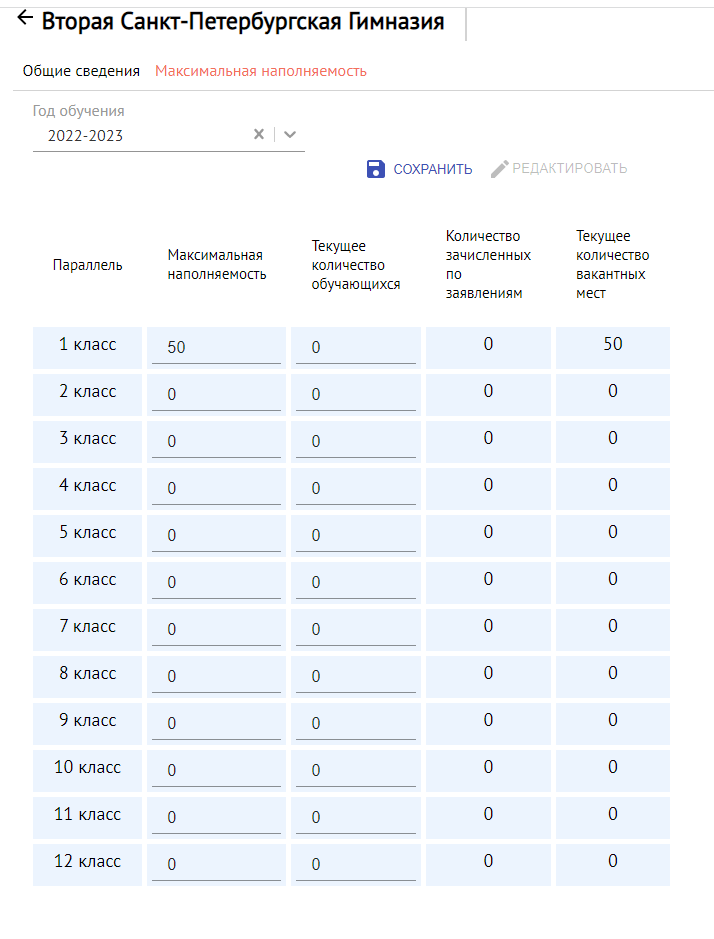 Вторая Санкт-Петербургская Гимназия
Общие сведения Максимальная наполняемость
Год обучения
2022-2023
СОХРАНИТЬ РЕДАКТИРОВАТЬ
Параллель
Максимальная
наполняемость
Текущее
количество
обучающихся
Количество
зачисленных
по
заявлениям
Текущее
количество
вакантных
мест
1 класс 50 0 0 50
2 класс 0 0 0 0
3 класс 0 0 0 0
4 класс 0 0 0 0
5 класс 0 0 0 0
6 класс 0 0 0 0
7 класс 0 0 0 0
8 класс 0 0 0 0
9 класс 0 0 0 0
10 класс 0 0 0 0
11 класс 0 0 0 0
12 класс 0 0 0 0